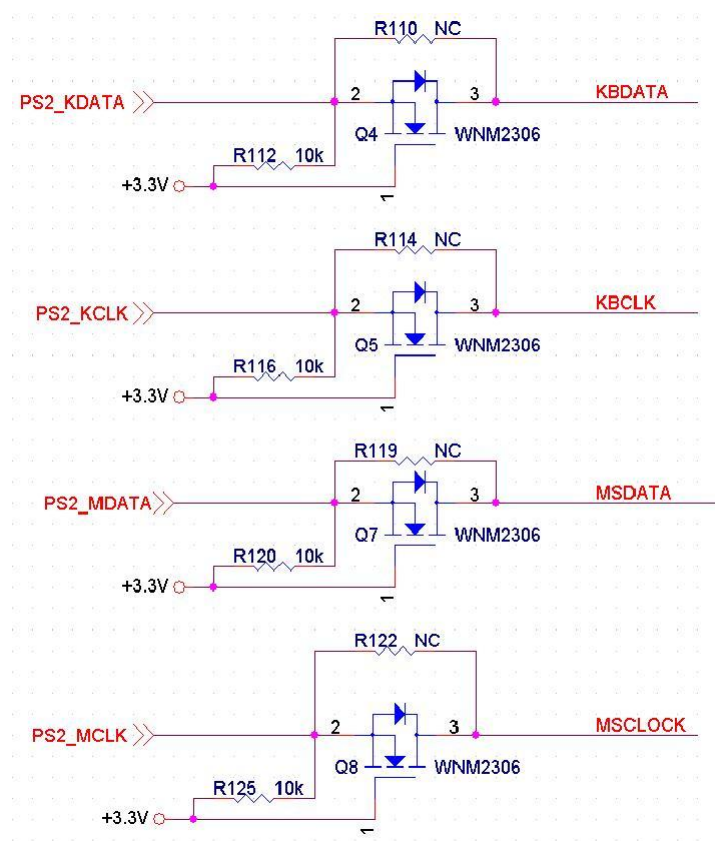 R110 NC
PS2_KDATA 2 3 KBDATA
Q4 WNM2306
R112 10k
+3.3V
1
R114 NC
PS2_KCLK 2 3 KBCLK
Q5 WNM2306
R116 10k
+3.3V
1
R119 NC
PS2_MDATA 2 3 MSDATA
Q7 WNM2306
R120 10k
+3.3V
1
R122 NC
PS2_MCLK 2 3 MSCLOCK
Q8 WNM2306
R125 10k
+3.3V
1